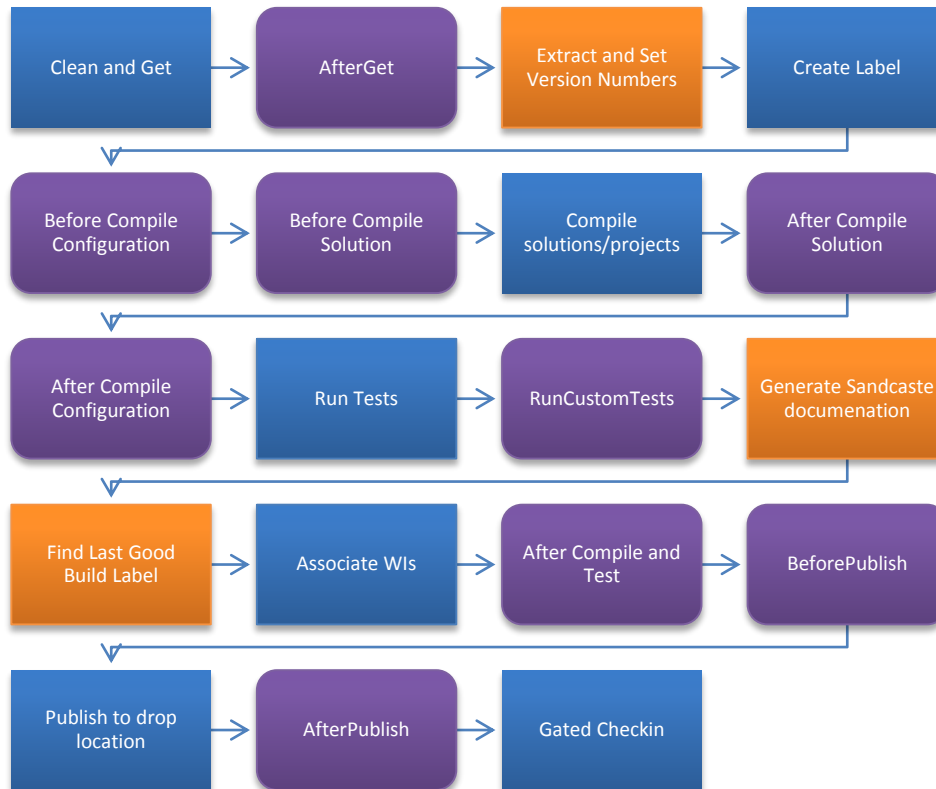 Clean and Get
AfterGet
Extract and Set
Version Numbers
Create Label
Before Compile
Configuration
Before Compile
Solution
Compile
solutions/projects
After Compile
Solution
After Compile
Configuration
Run Tests
RunCustomTests
Generate Sandcaste
documenation
Find Last Good
Build Label
Associate WIs
After Compile and
Test
BeforePublish
Publish to drop
location
AfterPublish
Gated Checkin